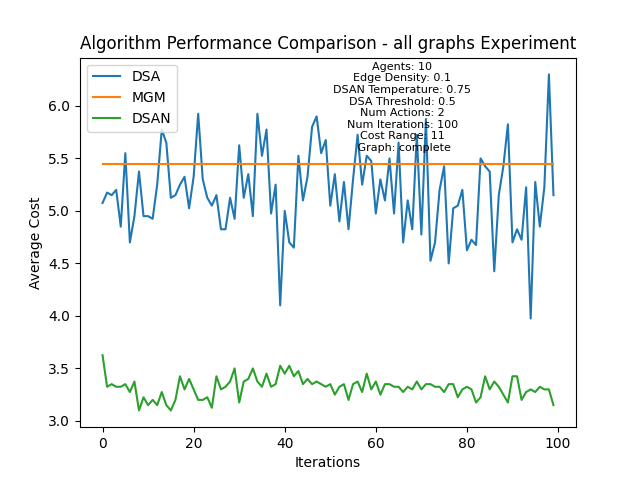 Algorithm Performance Comparison - all graphs Experiment
DSA
MGM
DSAN
Agents: 10
Edge Density: 0.1
DSAN Temperature: 0.75
DSA Threshold: 0.5
Num Actions: 2
Num Iterations: 100
Cost Range: 11
Graph: complete
Average Cost
6.0
5.5
5.0
4.5
4.0
3.5
3.0
0
20
40
60
80
100
Iterations